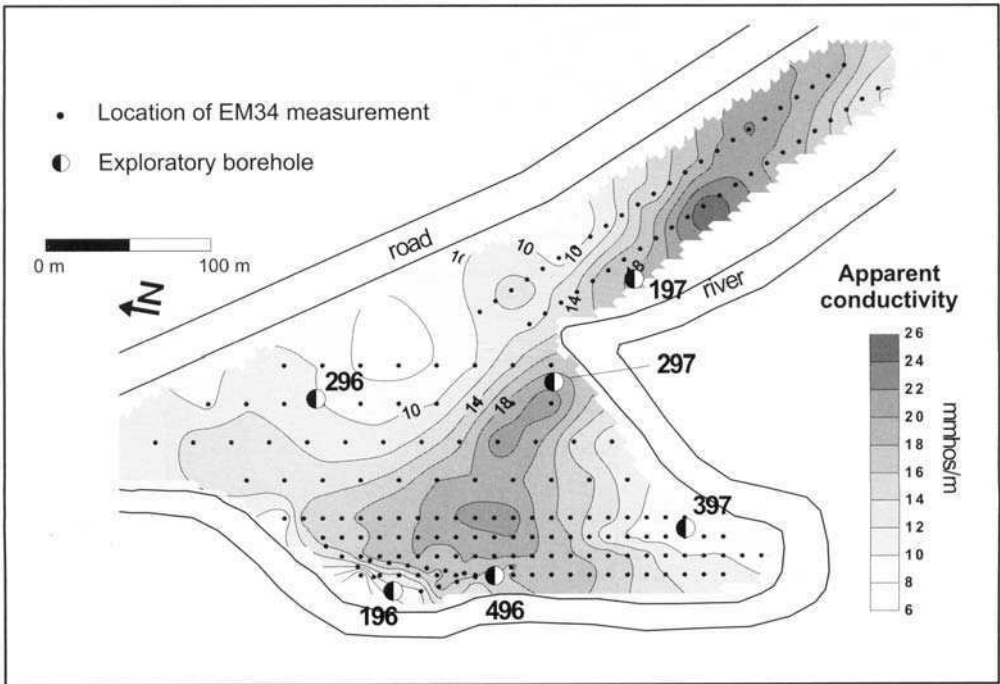 Location of EM34 measurement
Exploratory borehole
0 m 100 m
N
road
10
10
10
18
14
197
river
Apparent
conductivity
26
24
22
20
18
16
14
12
10
8
6
mmhos/m
297
296
10
14
18
397
196
496